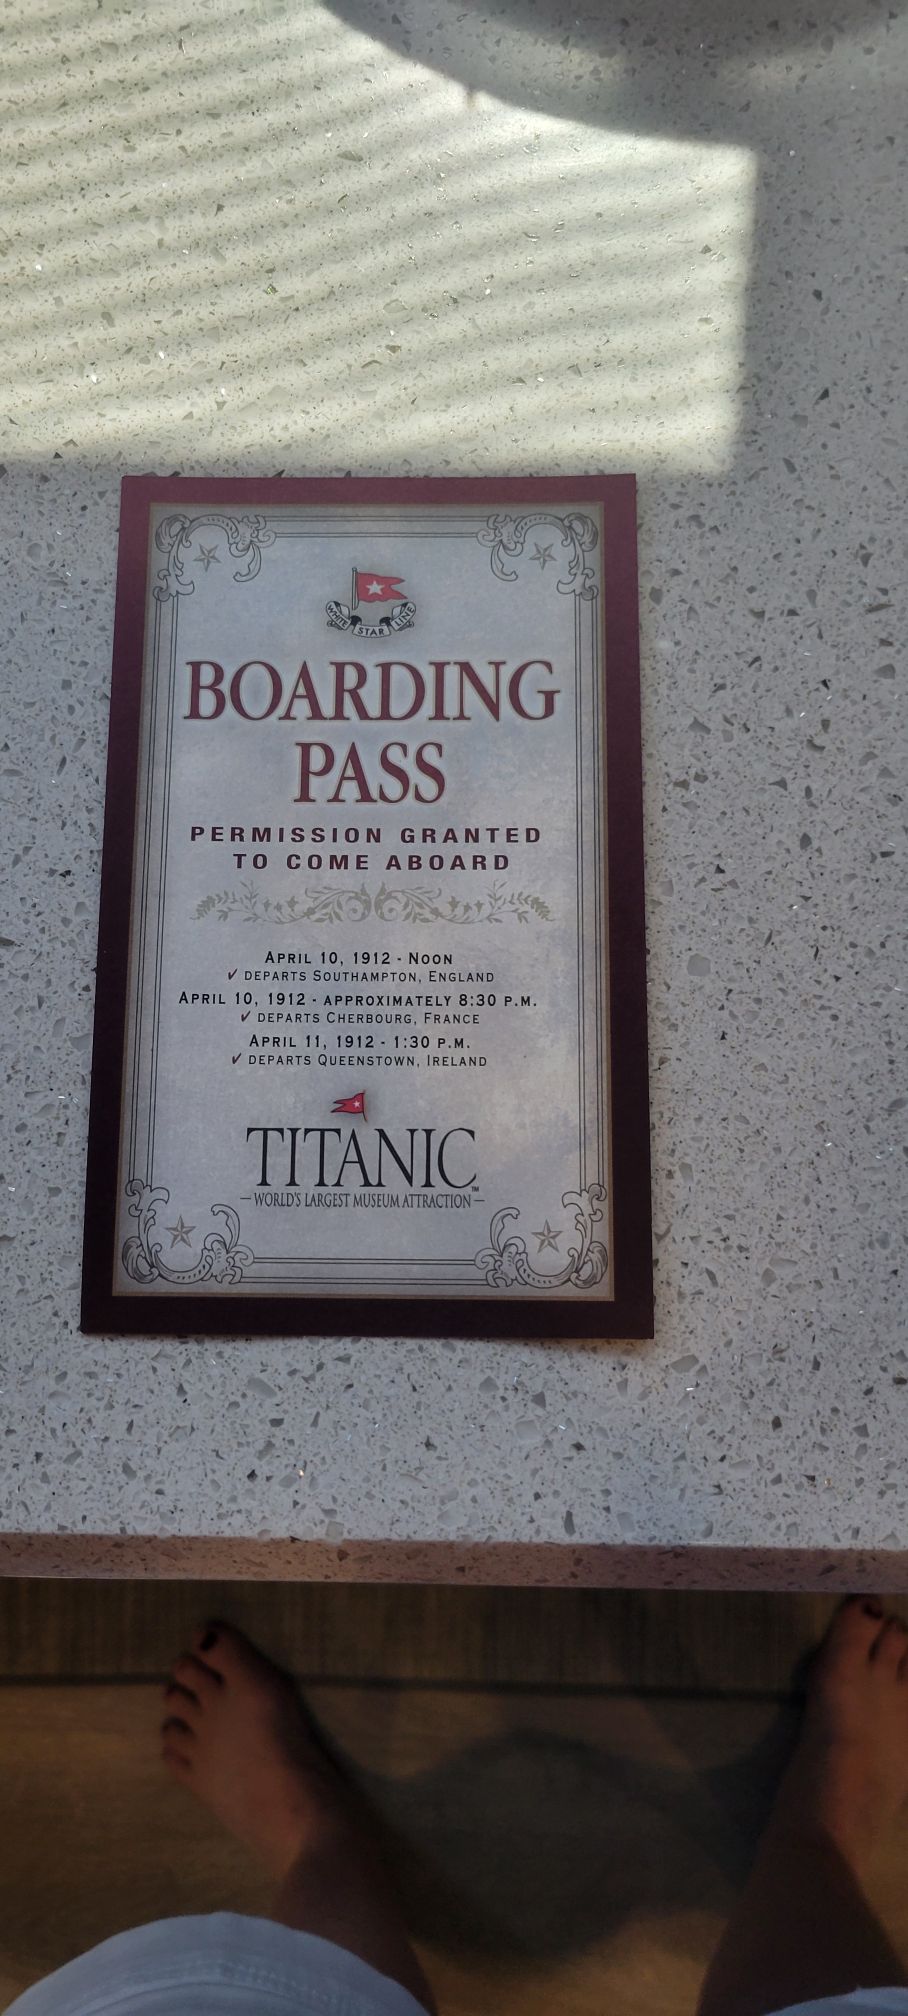 WHITE STAR LINE
BOARDING
PASS
PERMISSION GRANTED
TO COME ABOARD
APRIL 10, 1912 - NOON
✓ DEPARTS SOUTHAMPTON, ENGLAND
APRIL 10, 1912 - APPROXIMATELY 8:30 P.M.
✓ DEPARTS CHERBOURG, FRANCE
APRIL 11, 1912 - 1:30 P.M.
✓ DEPARTS QUEENSTOWN, IRELAND
TITANIC™
— WORLD'S LARGEST MUSEUM ATTRACTION —